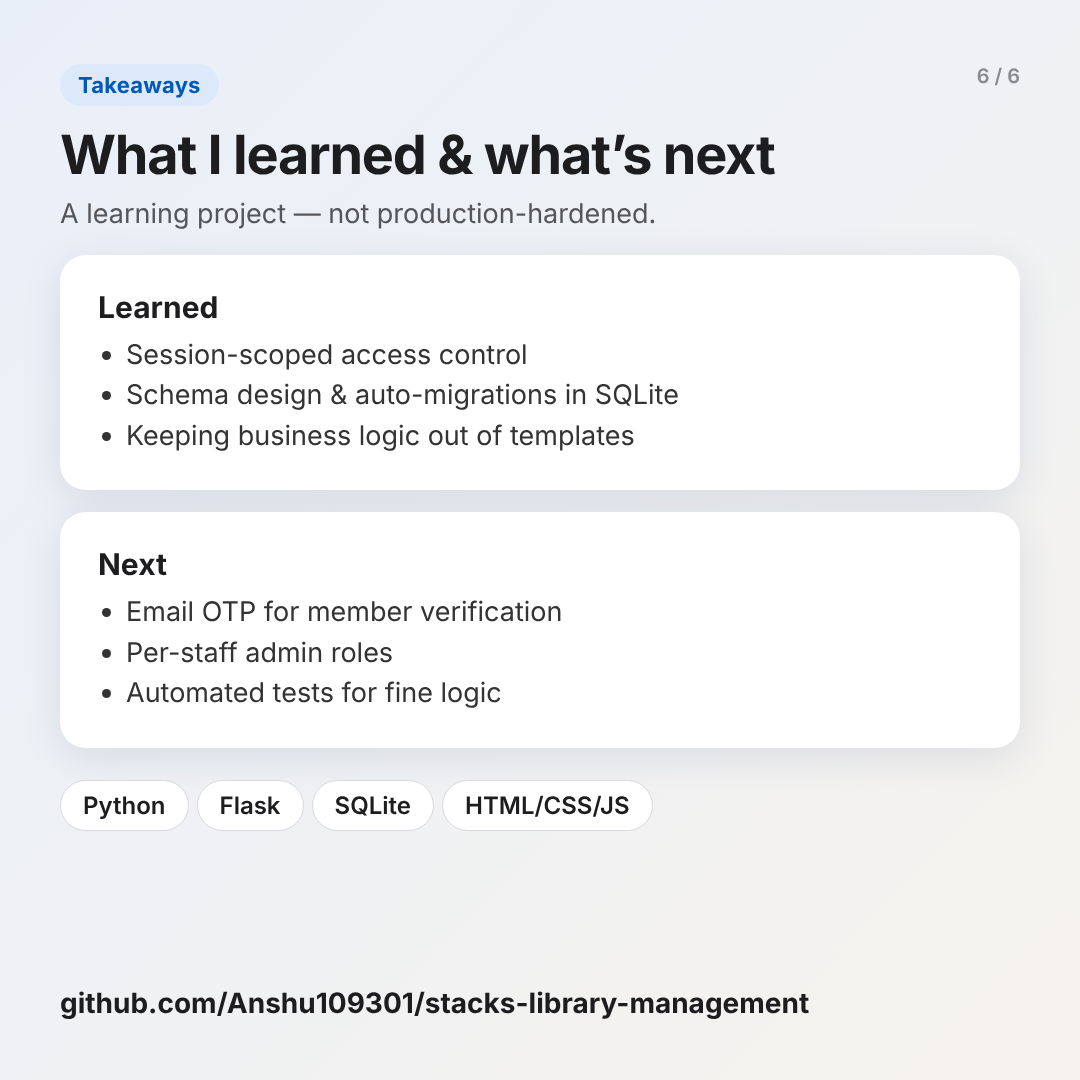 Takeaways
6 / 6
What I learned & what’s next
A learning project — not production-hardened.
Learned
• Session-scoped access control
• Schema design & auto-migrations in SQLite
• Keeping business logic out of templates
Next
• Email OTP for member verification
• Per-staff admin roles
• Automated tests for fine logic
Python Flask SQLite HTML/CSS/JS
github.com/Anshu109301/stacks-library-management